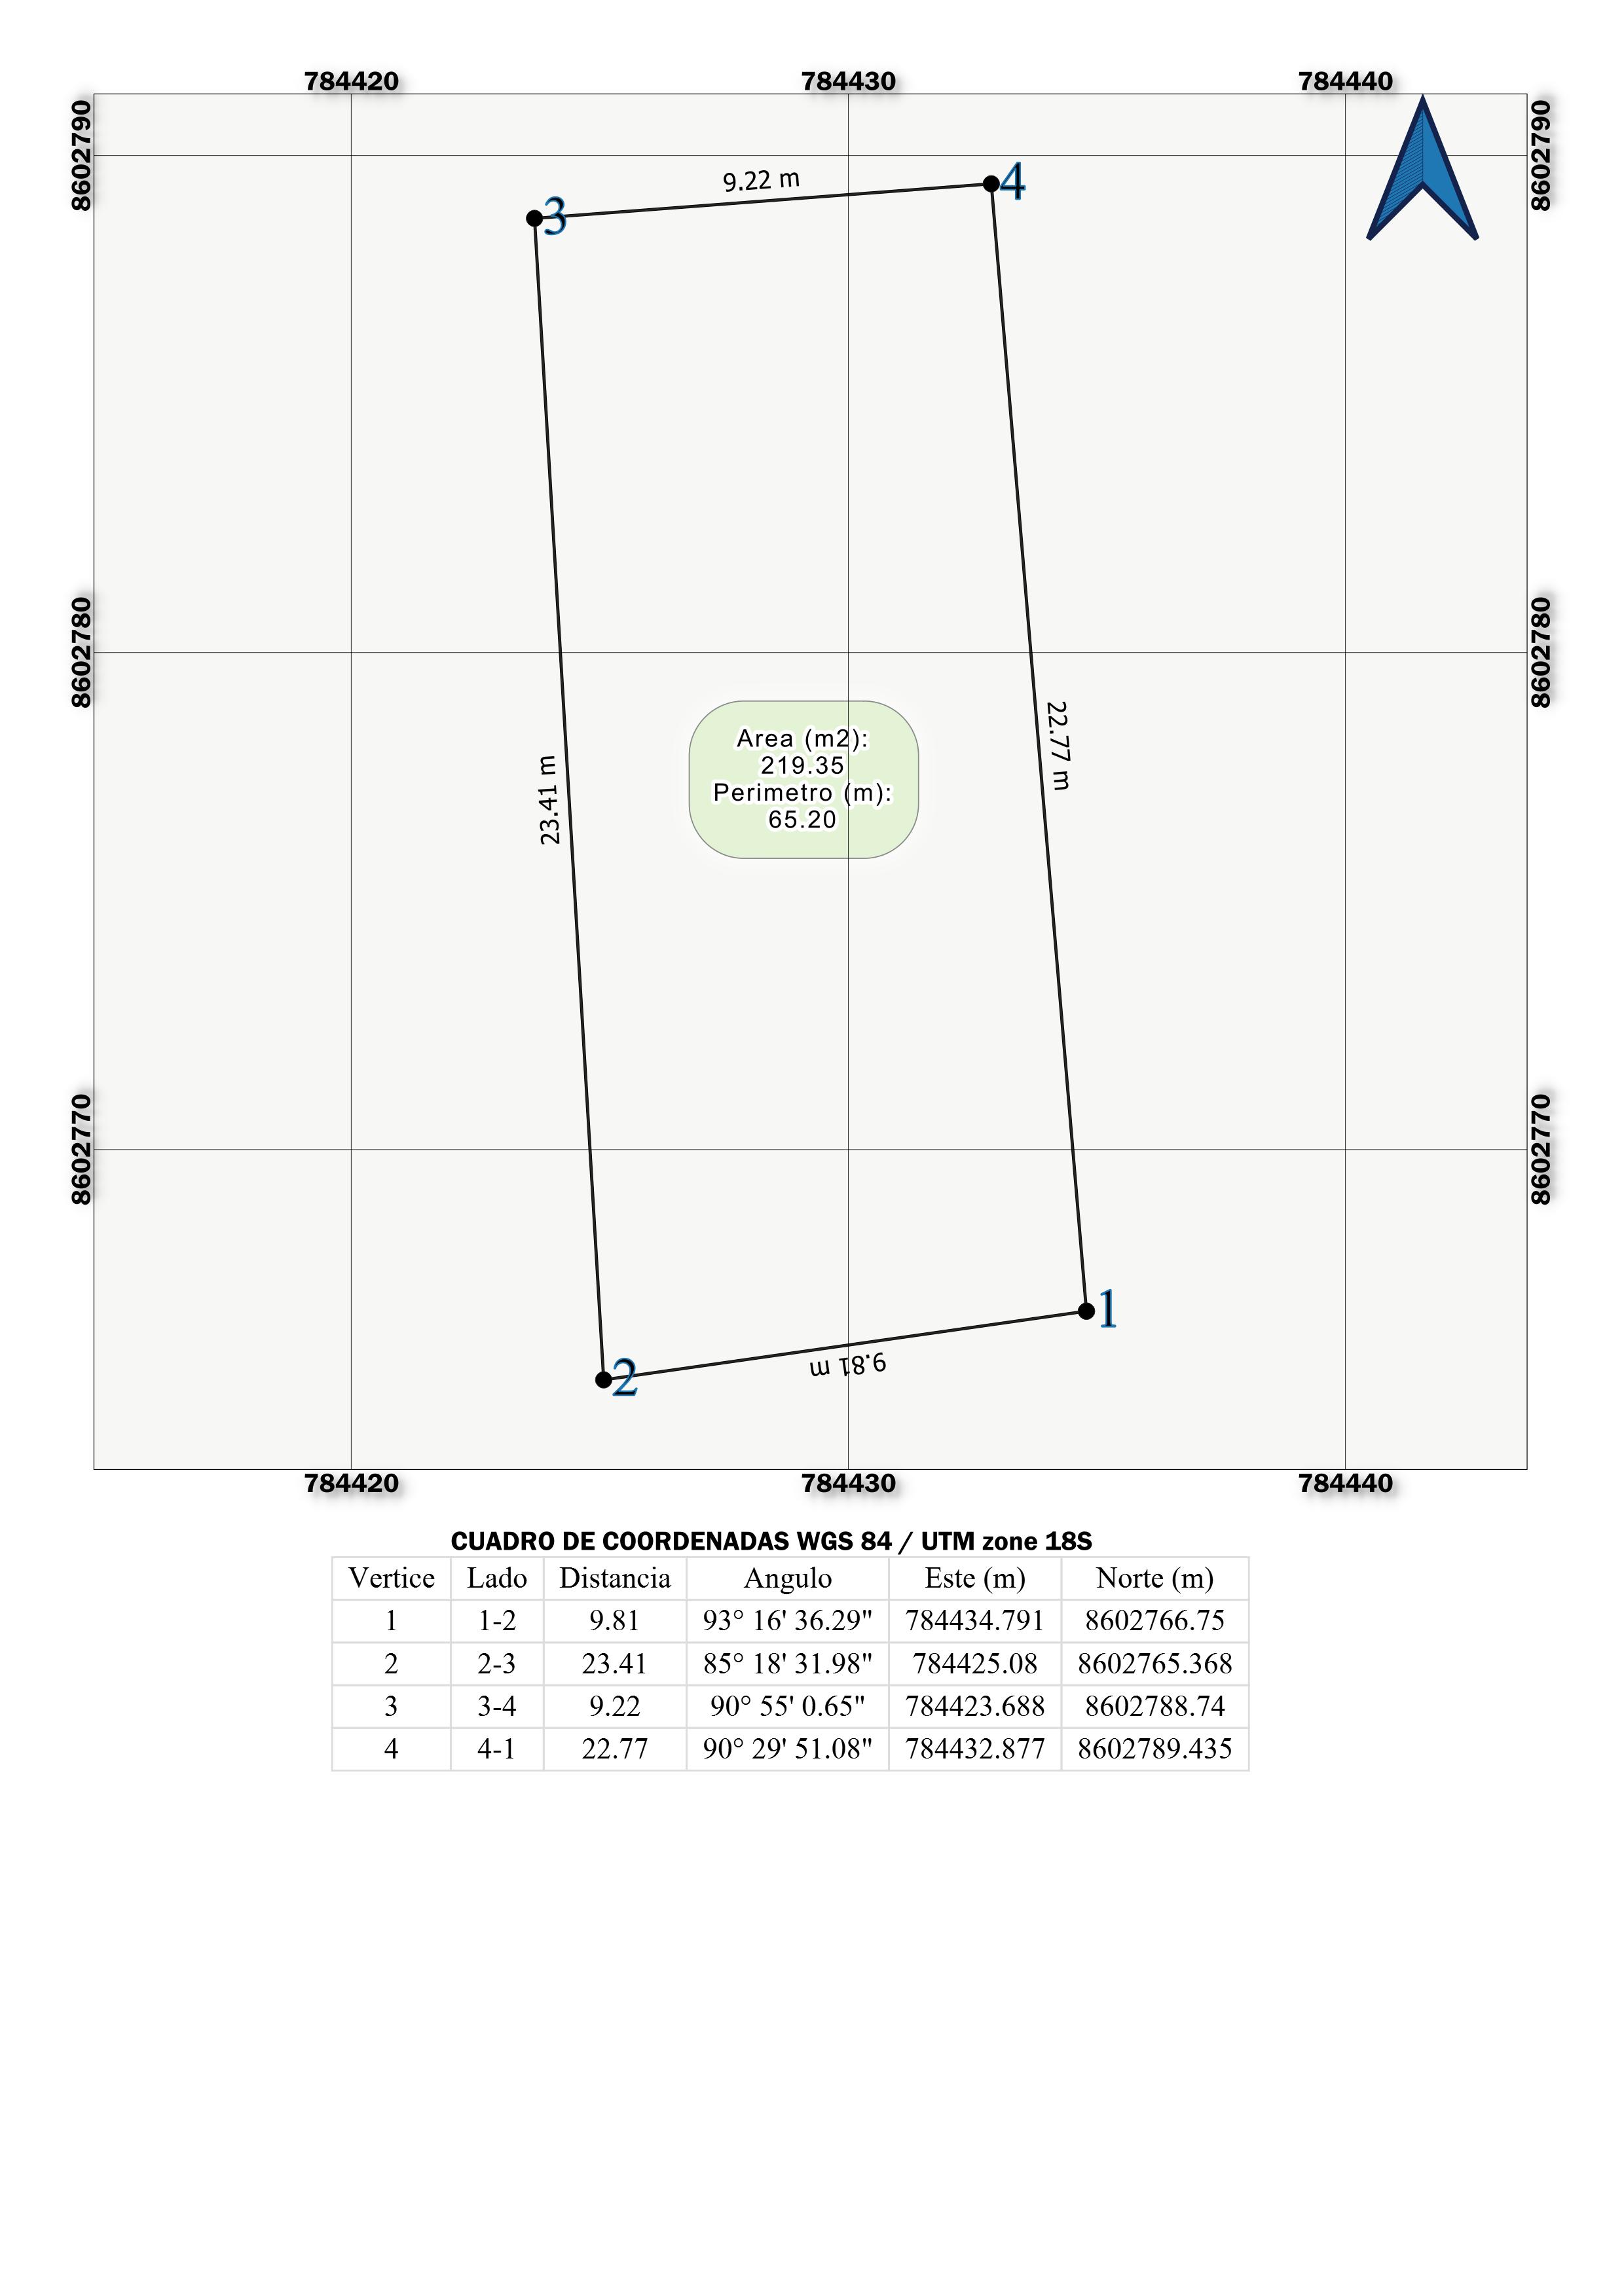 784420 784430 784440
8602790 8602790
4
9.22 m
3
8602780 8602780
22.77 m
Area (m2):
219.35
Perimetro (m):
65.20
23.41 m
8602770 8602770
1
9.81 m
2
784420 784430 784440
CUADRO DE COORDENADAS WGS 84 / UTM zone 18S
Vertice Lado Distancia Angulo Este (m) Norte (m)
1 1-2 9.81 93° 16' 36.29" 784434.791 8602766.75
2 2-3 23.41 85° 18' 31.98" 784425.08 8602765.368
3 3-4 9.22 90° 55' 0.65" 784423.688 8602788.74
4 4-1 22.77 90° 29' 51.08" 784432.877 8602789.435